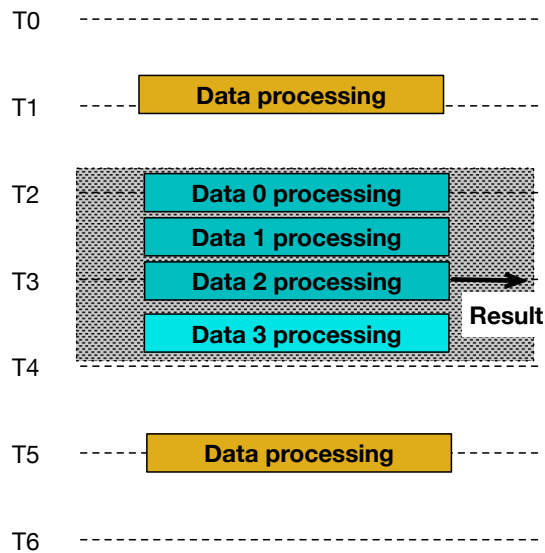 T0
Data processing
T1
T2
Data 0 processing
Data 1 processing
T3
Data 2 processing
Result
Data 3 processing
T4
T5
Data processing
T6